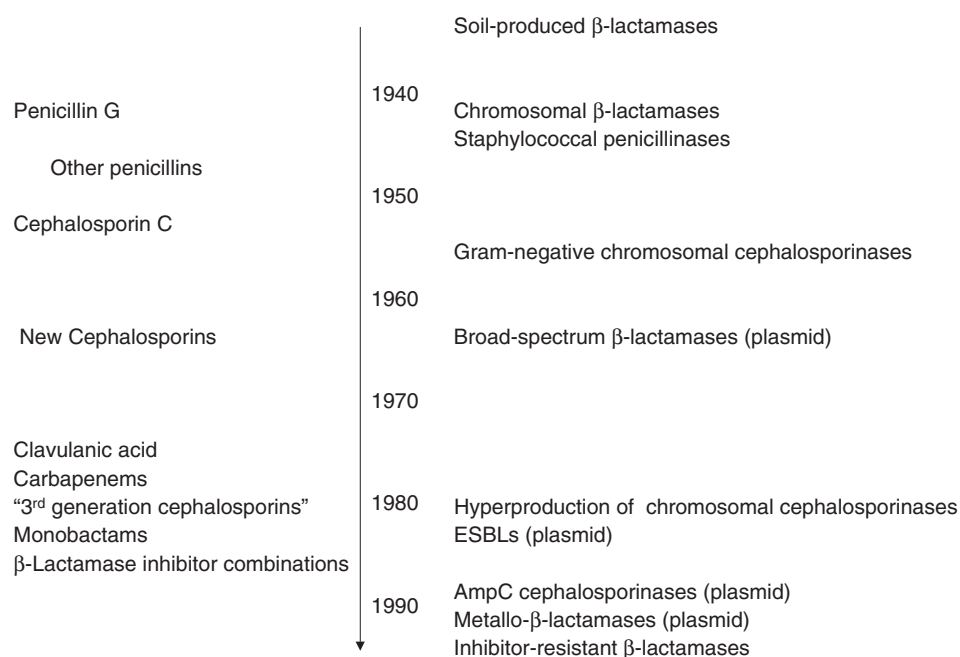 Soil-produced β-lactamases
1940
Penicillin G
Chromosomal β-lactamases
Staphylococcal penicillinases
Other penicillins
1950
Cephalosporin C
Gram-negative chromosomal cephalosporinases
1960
New Cephalosporins
Broad-spectrum β-lactamases (plasmid)
1970
Clavulanic acid
Carbapenems
“3rd generation cephalosporins”
1980
Hyperproduction of chromosomal cephalosporinases
Monobactams
ESBLs (plasmid)
β-Lactamase inhibitor combinations
AmpC cephalosporinases (plasmid)
1990
Metallo-β-lactamases (plasmid)
Inhibitor-resistant β-lactamases